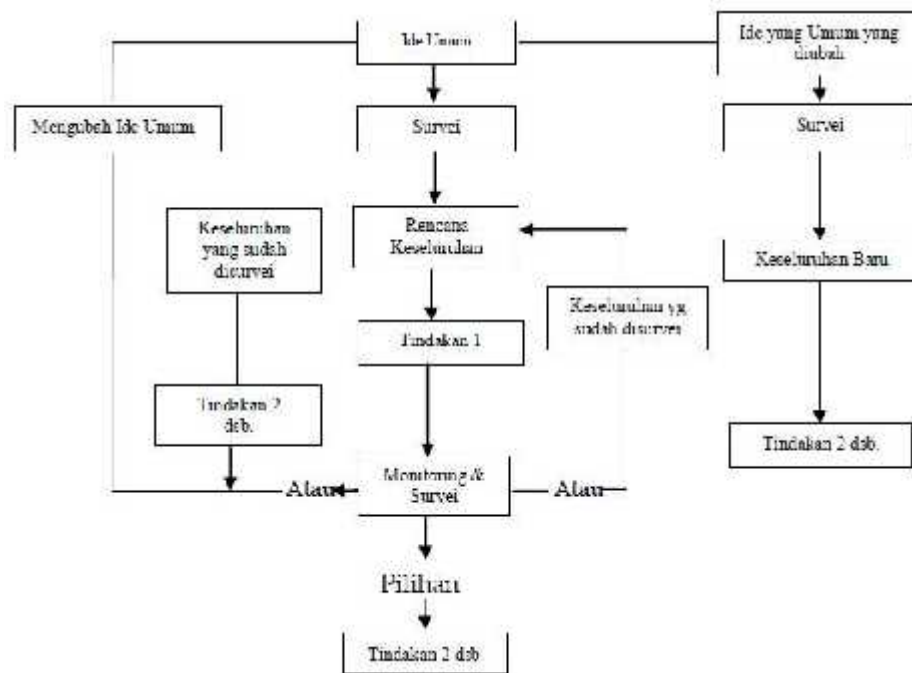 Ide Umum
Ide yang Umum yang
diubah
Mengubah Ide Umum
Survei
Survei
Keseluruhan
yang sudah
disurvei
Rencana
Keseluruhan
Keseluruhan Baru
Keseluruhan yg
sudah disurvei
Tindakan 1
Tindakan 2
dsb.
Tindakan 2 dsb.
Atau
Monitoring &
Survei
Atau
Pilihan
Tindakan 2 dsb